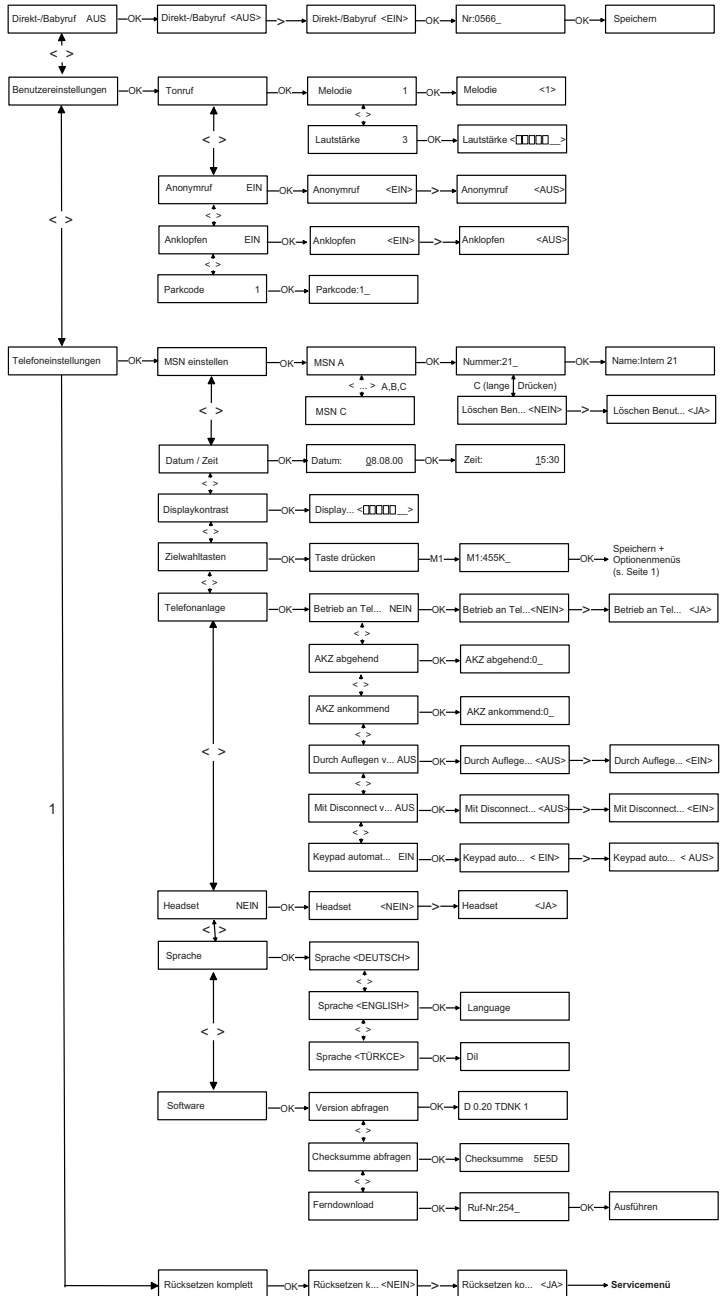 Direkt-/Babyruf AUS —OK→ Direkt-/Babyruf <AUS> > Direkt-/Babyruf <EIN> —OK→ Nr:0566_ —OK→ Speichern
< >
Benutzereinstellungen OK Tonruf OK Melodie 1 OK Melodie <1>
< >
Lautstärke 3 OK Lautstärke <▯▯▯▯▯__>
< >
Anonymruf EIN OK Anonymruf <EIN> > Anonymruf <AUS>
< >
< >
Anklopfen EIN OK Anklopfen <EIN> > Anklopfen <AUS>
< >
Parkcode 1 OK Parkcode:1_
Telefoneinstellungen OK MSN einstellen OK MSN A OK Nummer:21_ OK Name:Intern 21
< ... > A,B,C C (lange Drücken)
< >
MSN C Löschen Ben... <NEIN> > Löschen Benut... <JA>
Datum / Zeit OK Datum: 08.08.00 OK Zeit: 15:30
< >
Displaykontrast OK Display... <▯▯▯▯▯__>
< >
Zielwahltasten OK Taste drücken M1 M1:455K_ OK Speichern +
Optionenmenüs
(s. Seite 1)
< >
Telefonanlage OK Betrieb an Tel... NEIN OK Betrieb an Tel...<NEIN> > Betrieb an Tel... <JA>
< >
AKZ abgehend OK AKZ abgehend:0_
< >
AKZ ankommend OK AKZ ankommend:0_
< >
< >
Durch Auflegen v... AUS OK Durch Auflege... <AUS> > Durch Auflege... <EIN>
< >
1
Mit Disconnect v... AUS OK Mit Disconnect... <AUS> > Mit Disconnect... <EIN>
< >
Keypad automat... EIN OK Keypad auto... < EIN> > Keypad auto... < AUS>
Headset NEIN OK Headset <NEIN> > Headset <JA>
< >
Sprache OK Sprache <DEUTSCH>
< >
Sprache <ENGLISH> OK Language
< >
< >
Sprache <TÜRKCE> OK Dil
Software OK Version abfragen OK D 0.20 TDNK 1
< >
Checksumme abfragen OK Checksumme 5E5D
< >
Ferndownload OK Ruf-Nr:254_ OK Ausführen
Rücksetzen komplett OK Rücksetzen k... <NEIN> > Rücksetzen ko... <JA> Servicemenü